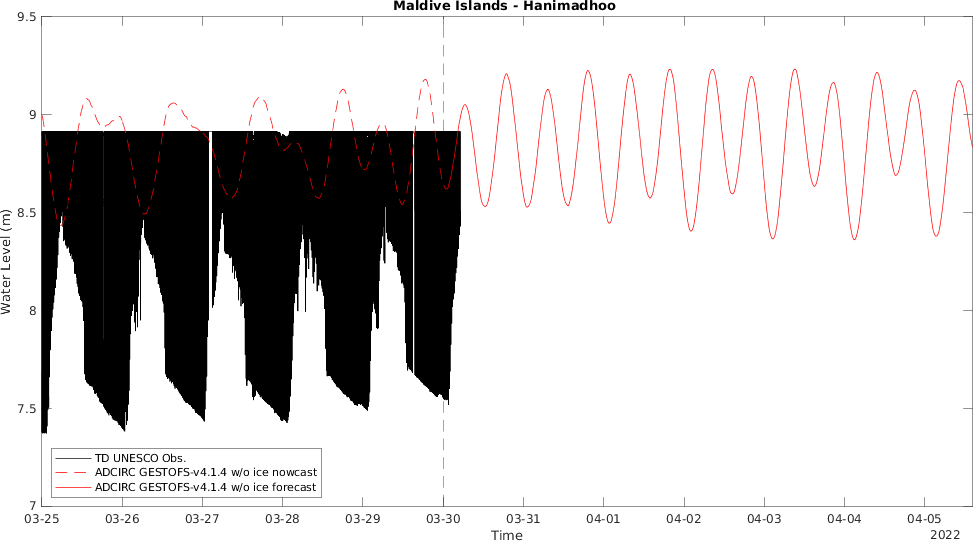 Maldive Islands - Hanimadhoo
9.5
9
8.5
8
7.5
7
Water Level (m)
TD UNESCO Obs.
ADCIRC GESTOFS-v4.1.4 w/o ice nowcast
ADCIRC GESTOFS-v4.1.4 w/o ice forecast
03-25 03-26 03-27 03-28 03-29 03-30 03-31 04-01 04-02 04-03 04-04 04-05
2022
Time